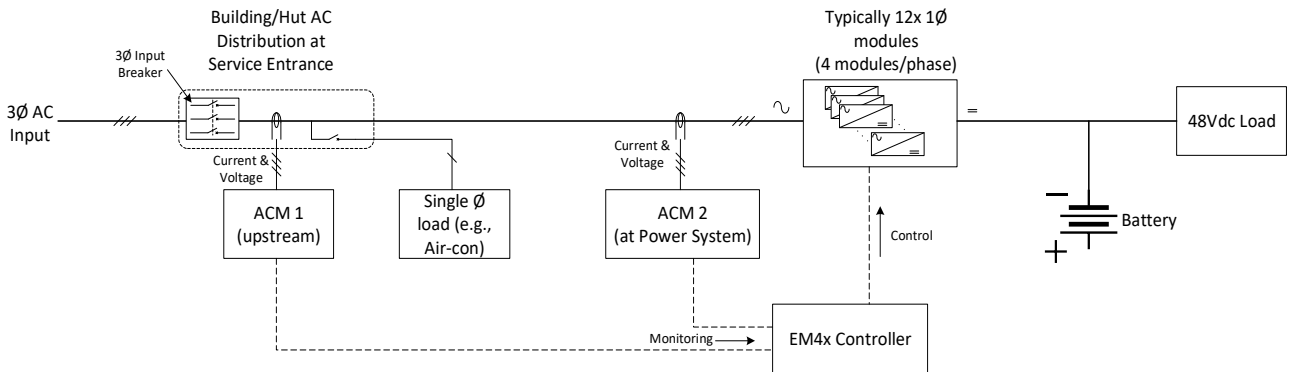 Building/Hut AC
Distribution at
Service Entrance
3Ø Input
Breaker
3Ø AC
Input
Current &
Voltage
ACM 1
(upstream)
Single Ø
load (e.g.,
Air-con)
Current &
Voltage
ACM 2
(at Power System)
Typically 12x 1Ø
modules
(4 modules/phase)
48Vdc Load
Battery
Control
Monitoring
EM4x Controller